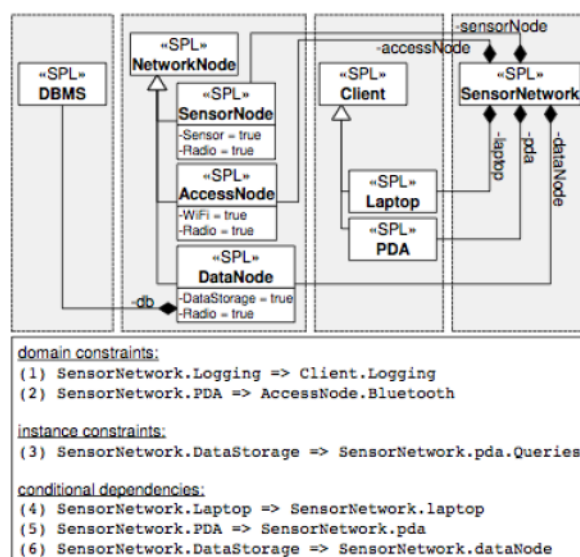 -sensorNode
-accessNode
«SPL»
DBMS
«SPL»
NetworkNode
«SPL»
SensorNode
-Sensor = true
-Radio = true
«SPL»
AccessNode
-WiFi = true
-Radio = true
«SPL»
DataNode
-DataStorage = true
-Radio = true
-db
«SPL»
Client
«SPL»
Laptop
«SPL»
PDA
«SPL»
SensorNetwork
-laptop
-pda
-dataNode
domain constraints:
(1) SensorNetwork.Logging => Client.Logging
(2) SensorNetwork.PDA => AccessNode.Bluetooth
instance constraints:
(3) SensorNetwork.DataStorage => SensorNetwork.pda.Queries
conditional dependencies:
(4) SensorNetwork.Laptop => SensorNetwork.laptop
(5) SensorNetwork.PDA => SensorNetwork.pda
(6) SensorNetwork.DataStorage => SensorNetwork.dataNode